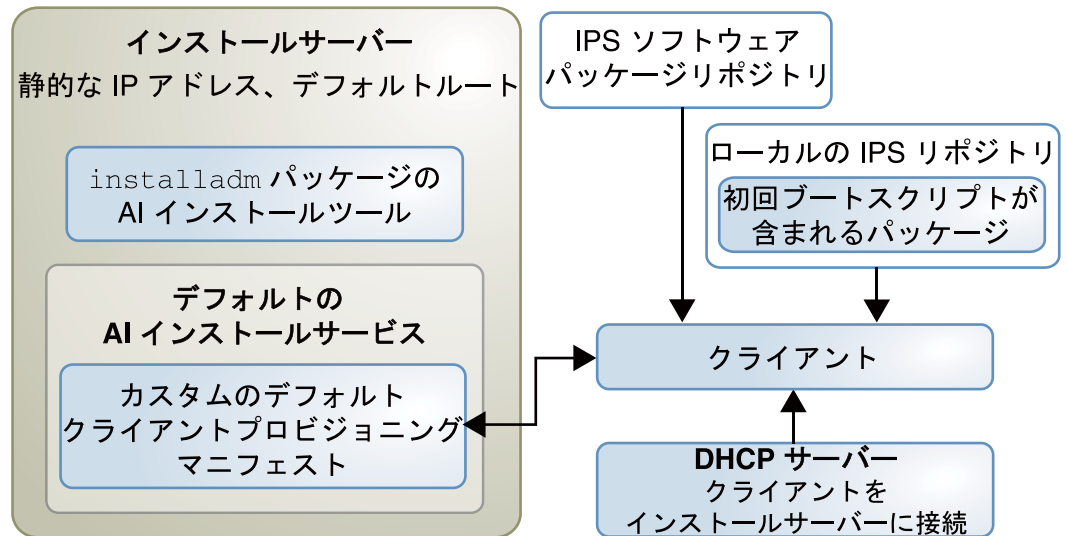 インストールサーバー
静的な IP アドレス、デフォルトルート
installadm パッケージの
AI インストールツール
デフォルトの
AI インストールサービス
カスタムのデフォルト
クライアントプロビジョニング
マニフェスト
IPS ソフトウェア
パッケージリポジトリ
ローカルの IPS リポジトリ
初回ブートスクリプトが
含まれるパッケージ
クライアント
DHCP サーバー
クライアントを
インストールサーバーに接続